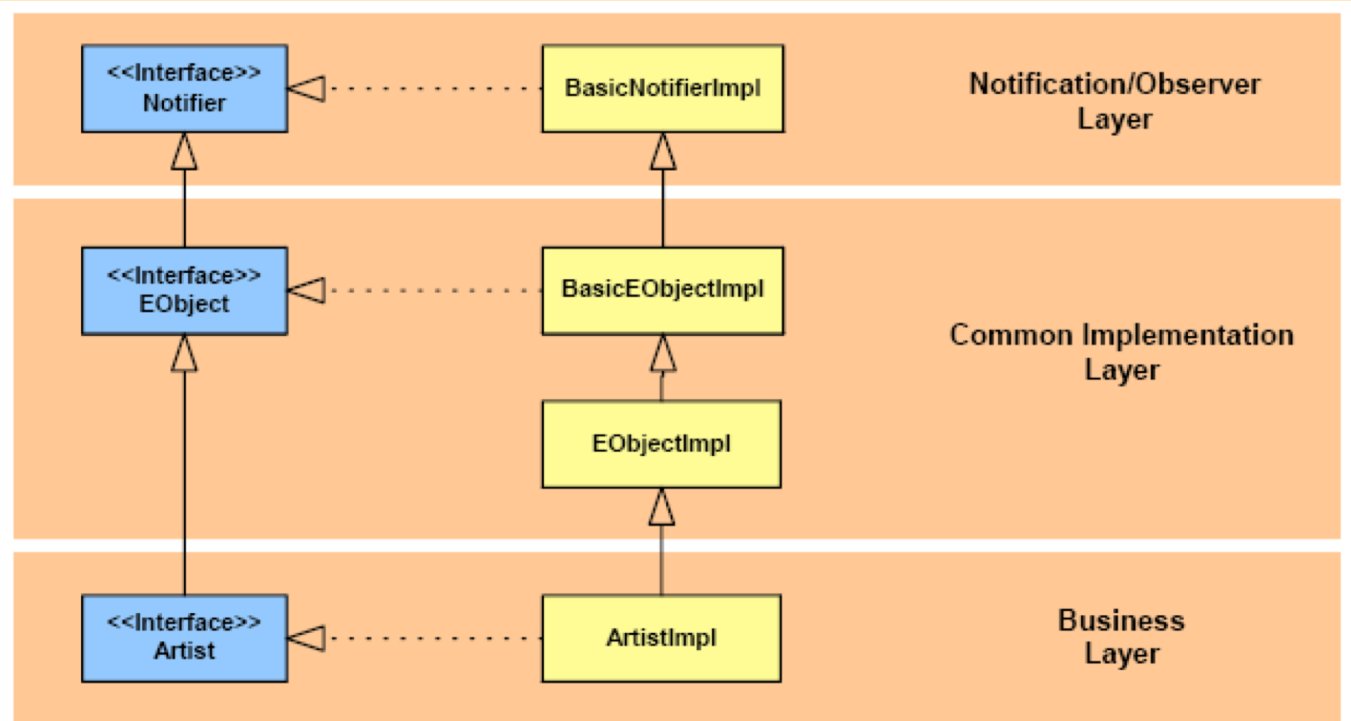 <<Interface>>
Notifier
BasicNotifierImpl
Notification/Observer
Layer
<<Interface>>
EObject
BasicEObjectImpl
Common Implementation
Layer
EObjectImpl
<<Interface>>
Artist
ArtistImpl
Business
Layer